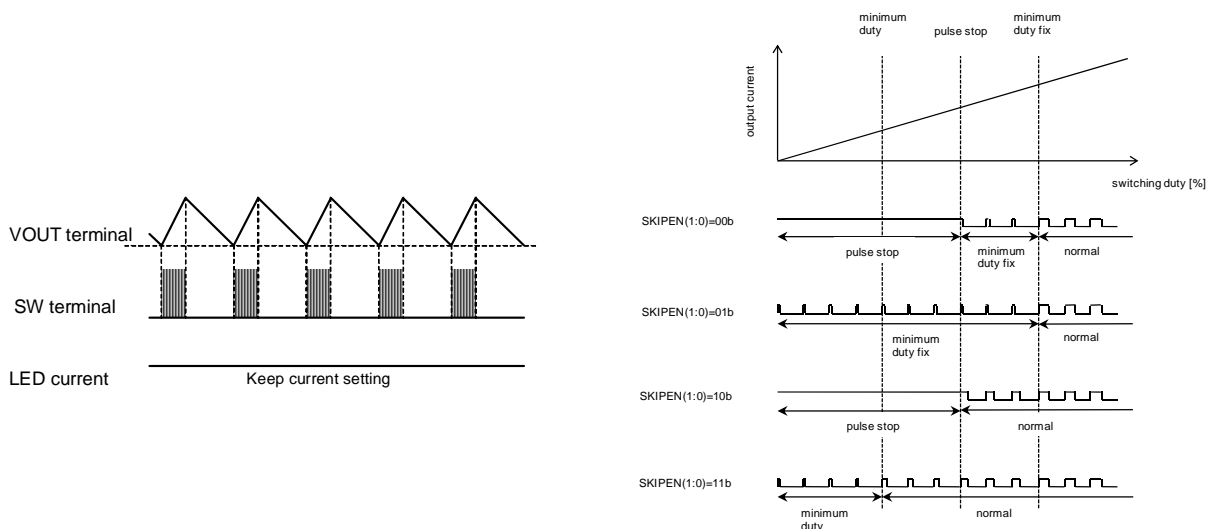 VOUT terminal
SW terminal
LED current
Keep current setting
minimum
duty
pulse stop
minimum
duty fix
output current
switching duty [%]
SKIPEN(1:0)=00b
pulse stop
minimum
duty fix
normal
SKIPEN(1:0)=01b
minimum
duty fix
normal
SKIPEN(1:0)=10b
pulse stop
normal
SKIPEN(1:0)=11b
minimum
duty
normal